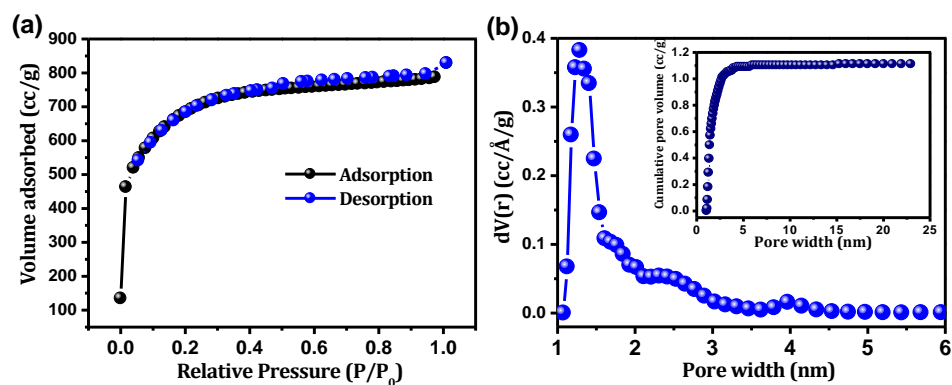 (a)
900
800
700
600
500
400
300
200
100
Volume adsorbed (cc/g)
Adsorption
Desorption
0.0 0.2 0.4 0.6 0.8 1.0
Relative Pressure (P/P0)
(b)
0.4
0.3
0.2
0.1
0.0
dV(r) (cc/Å/g)
1 2 3 4 5 6
Pore width (nm)
1.2
1.0
0.8
0.6
0.4
0.2
0.0
Cumulative pore volume (cc/g)
0 5 10 15 20 25
Pore width (nm)